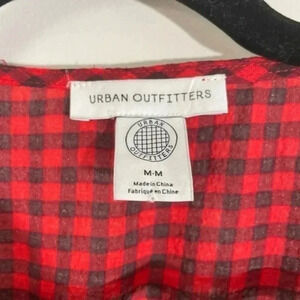 URBAN OUTFITTERS
URBAN
OUTFITTERS
M·M
Made in China
Fabriqué en Chine